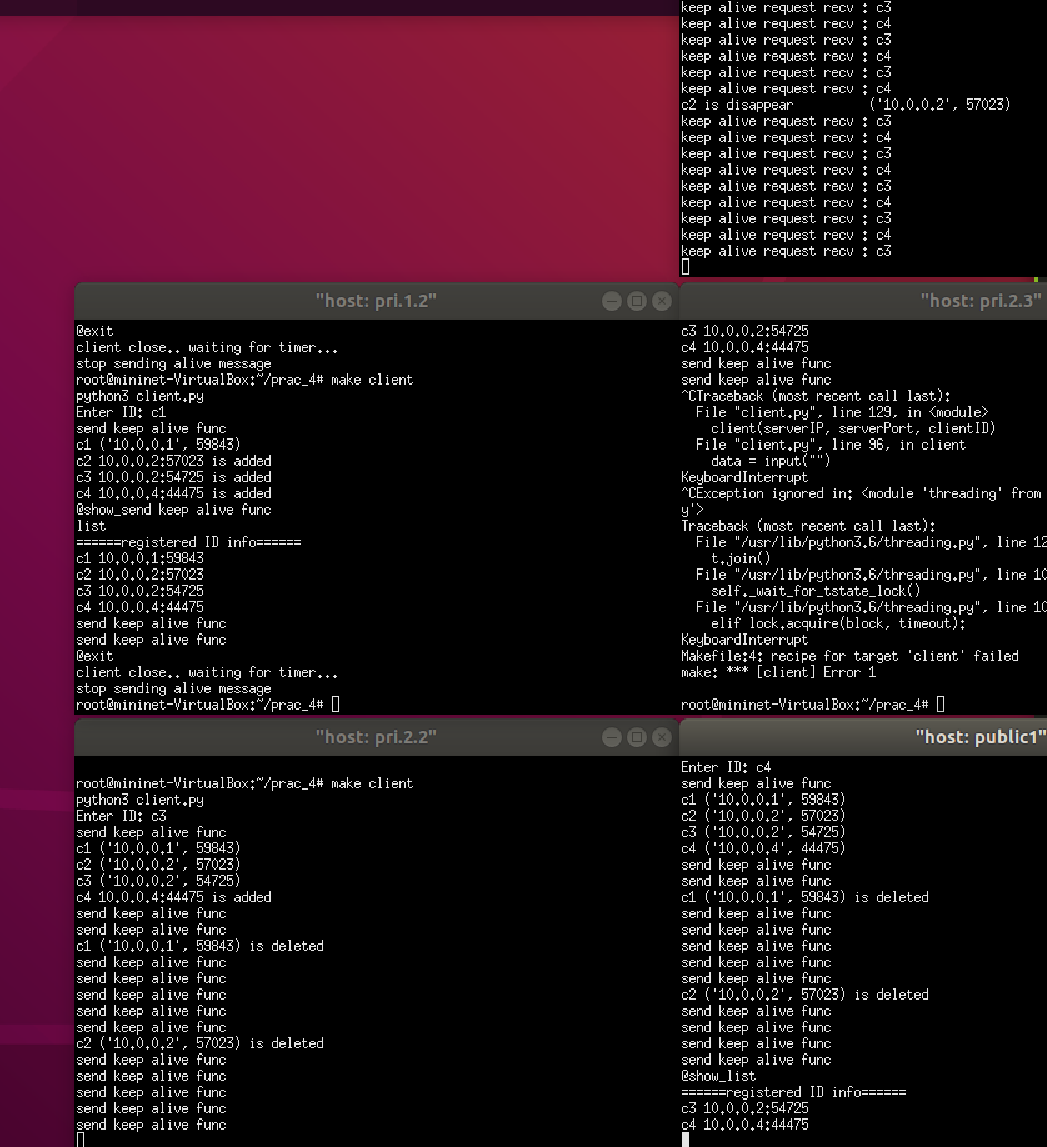 keep alive request recv : c3
keep alive request recv : c4
keep alive request recv : c3
keep alive request recv : c4
keep alive request recv : c3
keep alive request recv : c4
c2 is disappear          ('10.0.0.2', 57023)
keep alive request recv : c3
keep alive request recv : c4
keep alive request recv : c3
keep alive request recv : c4
keep alive request recv : c3
keep alive request recv : c4
keep alive request recv : c3
keep alive request recv : c4
keep alive request recv : c3
"host: pri.1.2"
@exit
client close.. waiting for timer...
stop sending alive message
root@mininet-VirtualBox:~/prac_4# make client
python3 client.py
Enter ID: c1
send keep alive func
c1 ('10.0.0.1', 59843)
c2 10.0.0.2:57023 is added
c3 10.0.0.2:54725 is added
c4 10.0.0.4:44475 is added
@show_send keep alive func
list
======registered ID info======
c1 10.0.0.1:59843
c2 10.0.0.2:57023
c3 10.0.0.2:54725
c4 10.0.0.4:44475
send keep alive func
send keep alive func
@exit
client close.. waiting for timer...
stop sending alive message
root@mininet-VirtualBox:~/prac_4#
"host: pri.2.3"
c3 10.0.0.2:54725
c4 10.0.0.4:44475
send keep alive func
send keep alive func
^CTraceback (most recent call last):
  File "client.py", line 129, in <module>
    client(serverIP, serverPort, clientID)
  File "client.py", line 96, in client
    data = input("")
KeyboardInterrupt
^CException ignored in: <module 'threading' from
y'>
Traceback (most recent call last):
  File "/usr/lib/python3.6/threading.py", line 12
    t.join()
  File "/usr/lib/python3.6/threading.py", line 10
    self._wait_for_tstate_lock()
  File "/usr/lib/python3.6/threading.py", line 10
    elif lock.acquire(block, timeout):
KeyboardInterrupt
Makefile:4: recipe for target 'client' failed
make: *** [client] Error 1
root@mininet-VirtualBox:~/prac_4#
"host: pri.2.2"
root@mininet-VirtualBox:~/prac_4# make client
python3 client.py
Enter ID: c3
send keep alive func
c1 ('10.0.0.1', 59843)
c2 ('10.0.0.2', 57023)
c3 ('10.0.0.2', 54725)
c4 10.0.0.4:44475 is added
send keep alive func
send keep alive func
c1 ('10.0.0.1', 59843) is deleted
send keep alive func
send keep alive func
send keep alive func
send keep alive func
send keep alive func
c2 ('10.0.0.2', 57023) is deleted
send keep alive func
send keep alive func
send keep alive func
send keep alive func
send keep alive func
"host: public1"
Enter ID: c4
send keep alive func
c1 ('10.0.0.1', 59843)
c2 ('10.0.0.2', 57023)
c3 ('10.0.0.2', 54725)
c4 ('10.0.0.4', 44475)
send keep alive func
send keep alive func
c1 ('10.0.0.1', 59843) is deleted
send keep alive func
send keep alive func
send keep alive func
send keep alive func
send keep alive func
c2 ('10.0.0.2', 57023) is deleted
send keep alive func
send keep alive func
send keep alive func
send keep alive func
@show_list
======registered ID info======
c3 10.0.0.2:54725
c4 10.0.0.4:44475